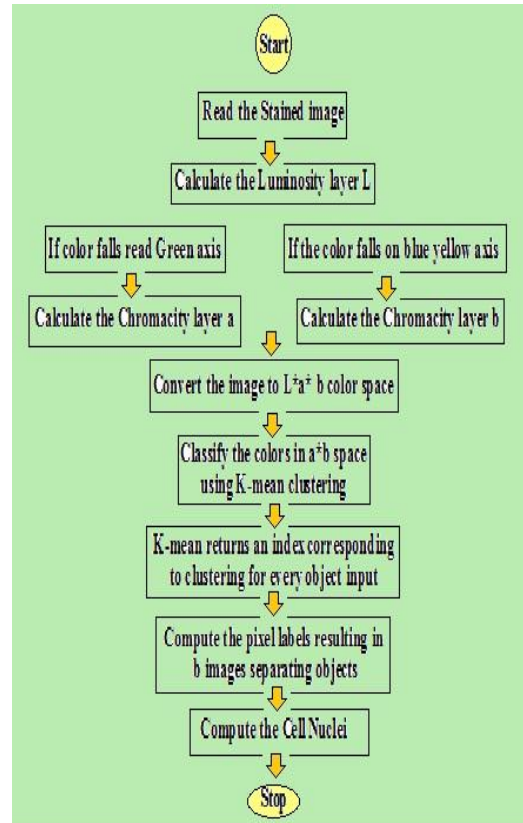 Start
Read the Stained image
Calculate the Luminosity layer L
If color falls read Green axis
If the color falls on blue yellow axis
Calculate the Chromacity layer a
Calculate the Chromacity layer b
Convert the image to L*a* b color space
Classify the colors in a*b space
using K-mean clustering
K-mean returns an index corresponding
to clustering for every object input
Compute the pixel labels resulting in
b images separating objects
Compute the Cell Nuclei
Stop